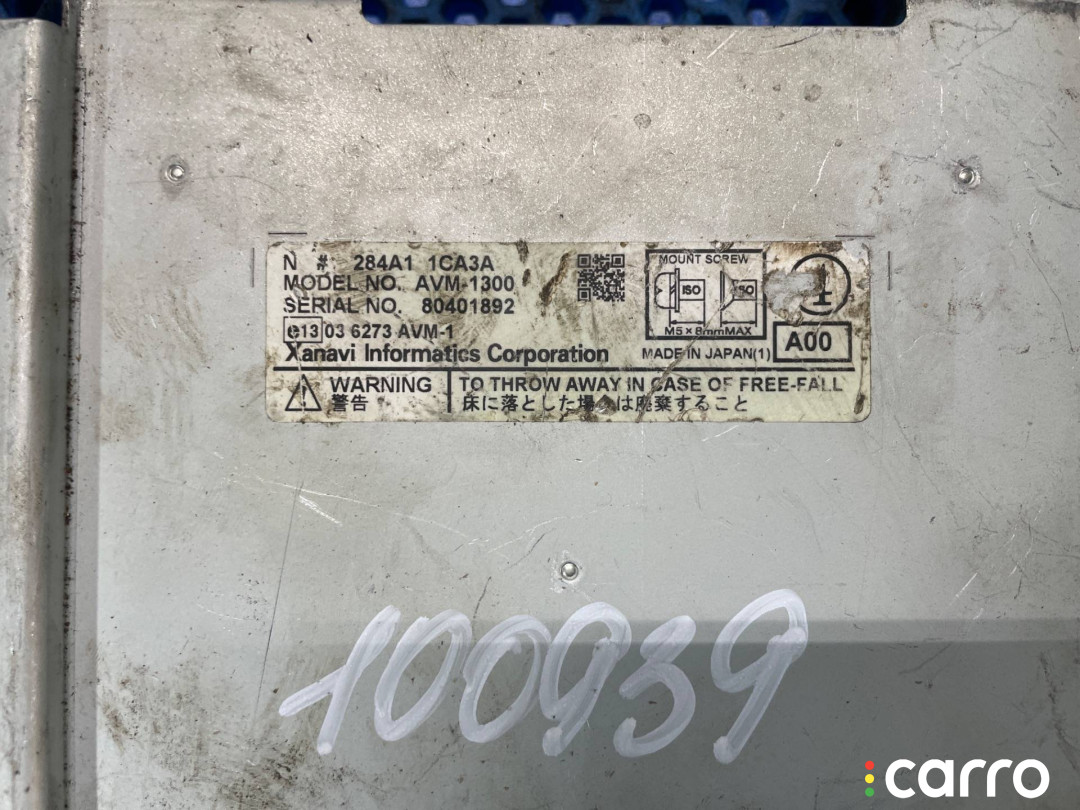 N # 284A1 1CA3A
MODEL NO. AVM-1300
SERIAL NO. 80401892
e13 03 6273 AVM-1
Xanavi Informatics Corporation
MOUNT SCREW
ISO ISO
M5×8mmMAX
MADE IN JAPAN(1)
1
A00
WARNING
警告
TO THROW AWAY IN CASE OF FREE-FALL
床に落とした場合は廃棄すること
100939
carro